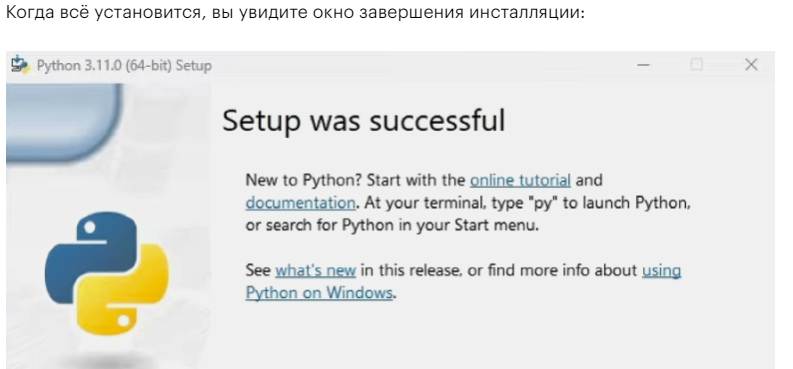 Когда всё установится, вы увидите окно завершения инсталляции:
Python 3.11.0 (64-bit) Setup
Setup was successful
New to Python? Start with the online tutorial and
documentation. At your terminal, type "py" to launch Python,
or search for Python in your Start menu.
See what's new in this release, or find more info about using
Python on Windows.